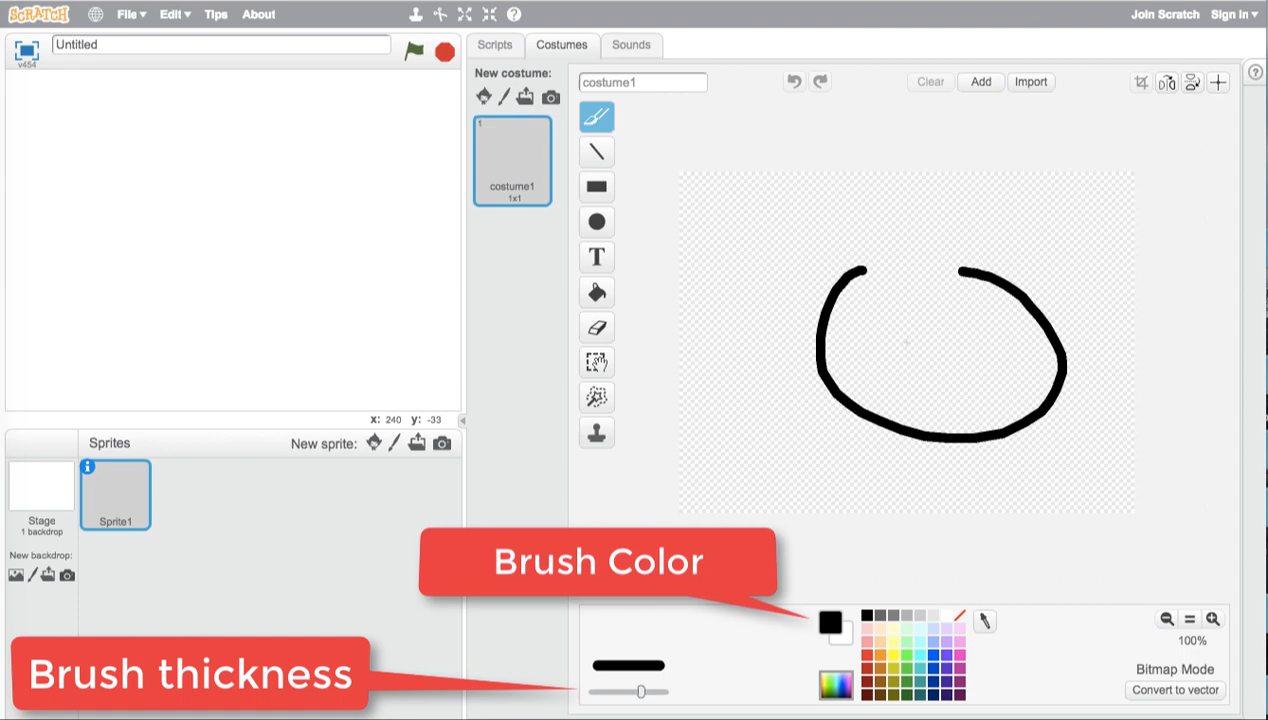 SCRATCH File Edit Tips About Join Scratch Sign in
v454
Untitled
Scripts Costumes Sounds
New costume:
costume1
Clear Add Import
1
costume1
1x1
T
x: 240 y: -33
Sprites New sprite:
Stage
1 backdrop
Sprite1
New backdrop:
Brush Color
Brush thickness
100%
Bitmap Mode
Convert to vector